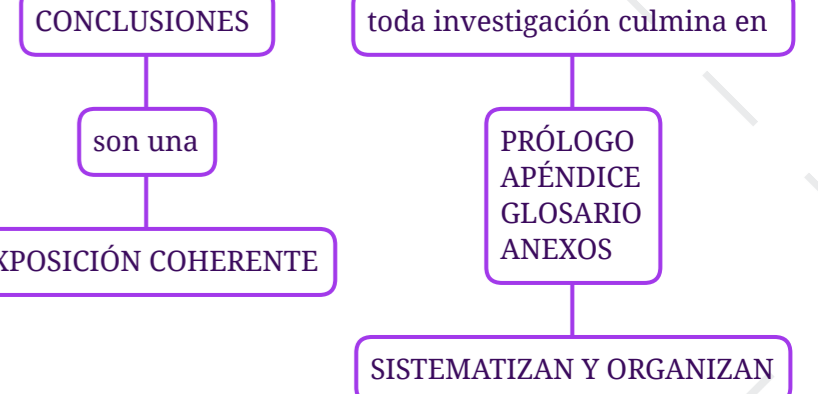 CONCLUSIONES
son una
XPOSICIÓN COHERENTE
toda investigación culmina en
PRÓLOGO
APÉNDICE
GLOSARIO
ANEXOS
SISTEMATIZAN Y ORGANIZAN